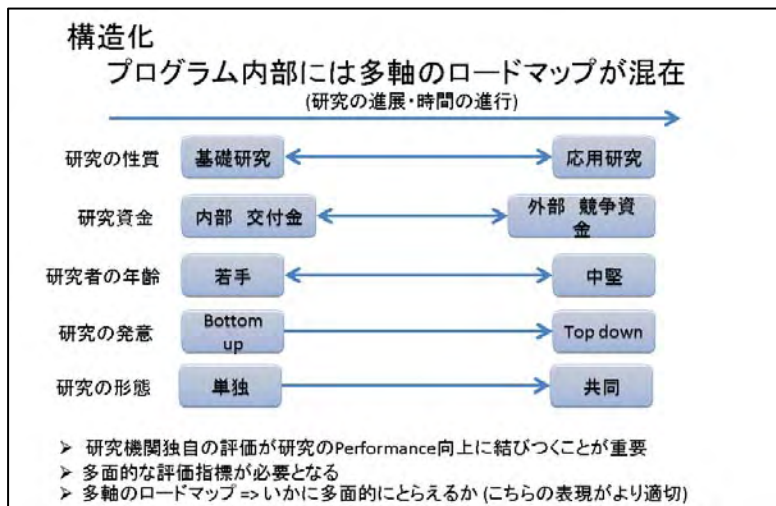 構造化
プログラム内部には多軸のロードマップが混在
(研究の進展・時間の進行)
研究の性質 基礎研究 応用研究
研究資金 内部 交付金 外部 競争資
金
研究者の年齢 若手 中堅
研究の発意 Bottom
up Top down
研究の形態 単独 共同
➢ 研究機関独自の評価が研究のPerformance向上に結びつくことが重要
➢ 多面的な評価指標が必要となる
➢ 多軸のロードマップ => いかに多面的にとらえるか (こちらの表現がより適切)